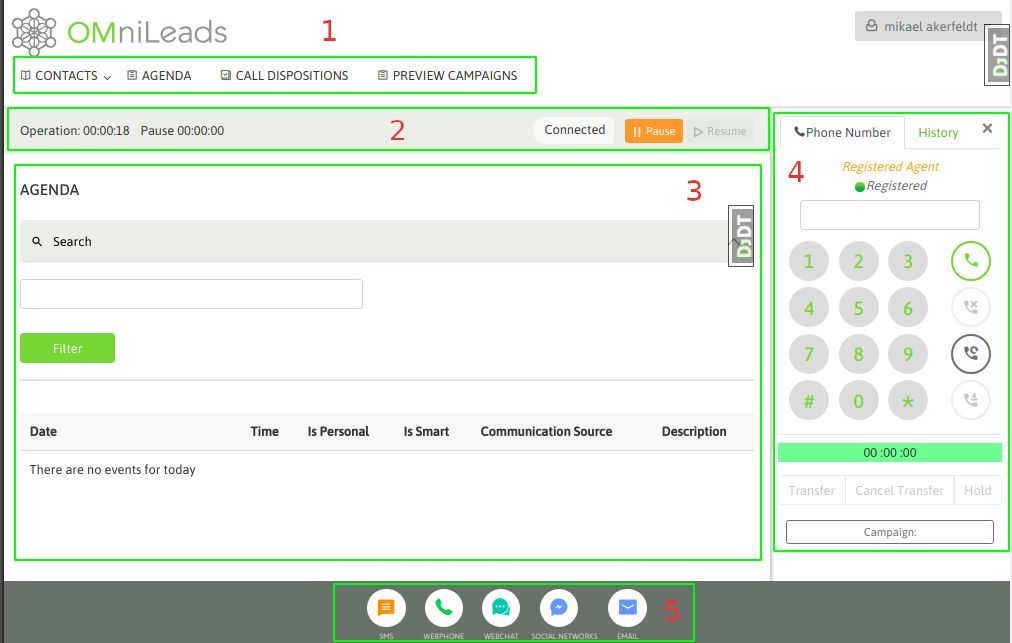 OMniLeads
1
mikael akerfeldt
DJDT
CONTACTS AGENDA CALL DISPOSITIONS PREVIEW CAMPAIGNS
Operation: 00:00:18 Pause 00:00:00
2
Connected
Pause
Resume
AGENDA
3
DJDT
Search
Filter
Date Time Is Personal Is Smart Communication Source Description
There are no events for today
Phone Number History ×
4
Registered Agent
Registered
1 2 3
4 5 6
7 8 9
# 0 *
00 :00 :00
Transfer Cancel Transfer Hold
Campaign:
5
SMS WEBPHONE WEBCHAT SOCIAL NETWORKS EMAIL